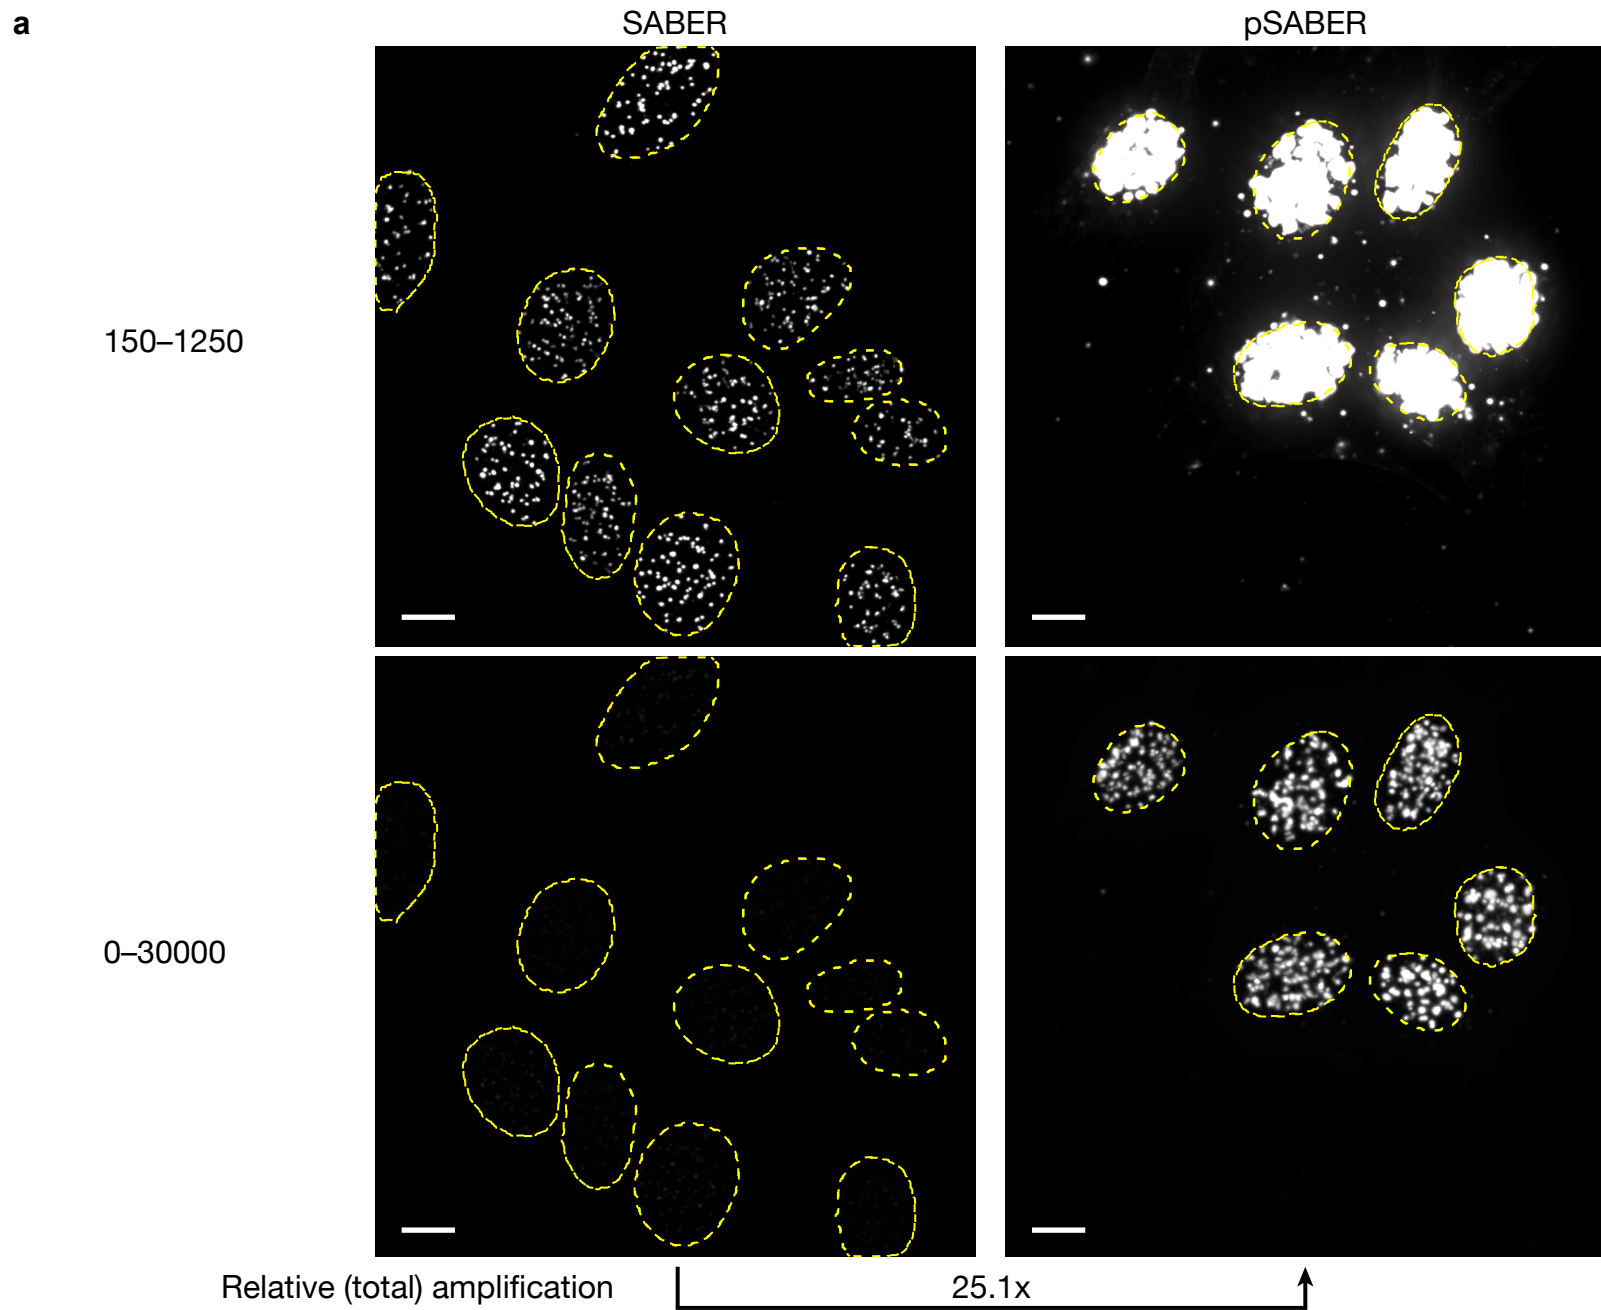 a
SABER
pSABER
150–1250
0–30000
Relative (total) amplification
25.1x